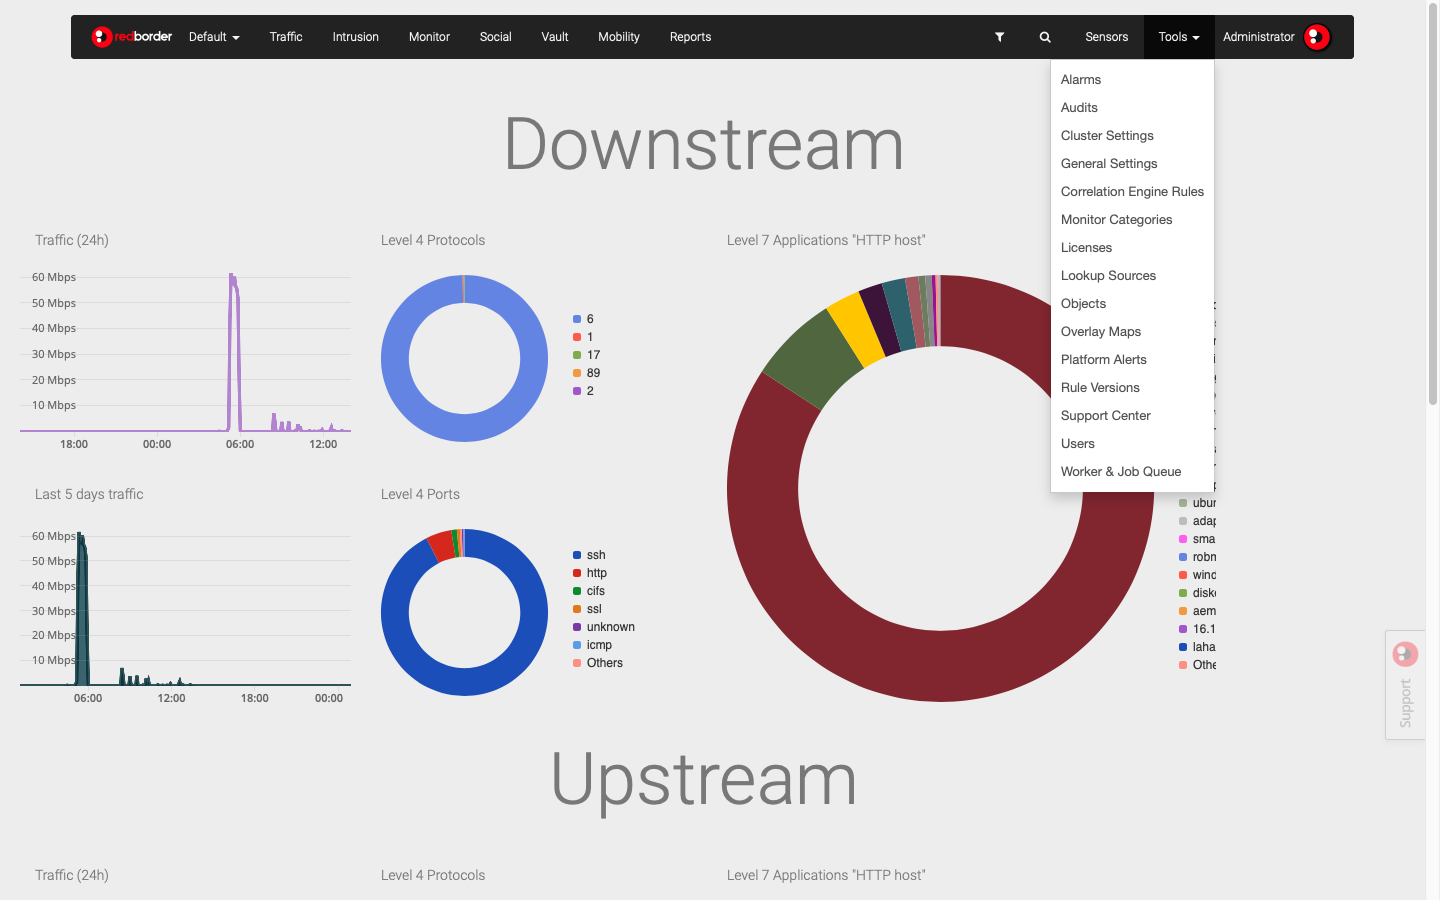 redborder Default Traffic Intrusion Monitor Social Vault Mobility Reports Sensors Tools Administrator
Alarms
Audits
Cluster Settings
General Settings
Correlation Engine Rules
Monitor Categories
Licenses
Lookup Sources
Objects
Overlay Maps
Platform Alerts
Rule Versions
Support Center
Users
Worker & Job Queue
Downstream
Traffic (24h)
60 Mbps
50 Mbps
40 Mbps
30 Mbps
20 Mbps
10 Mbps
18:00 00:00 06:00 12:00
Level 4 Protocols
6
1
17
89
2
Level 7 Applications "HTTP host"
ubu
adap
sma
robn
wind
disk
aem
16.1
laha
Othe
Last 5 days traffic
60 Mbps
50 Mbps
40 Mbps
30 Mbps
20 Mbps
10 Mbps
06:00 12:00 18:00 00:00
Level 4 Ports
ssh
http
cifs
ssl
unknown
icmp
Others
Support
Upstream
Traffic (24h)
Level 4 Protocols
Level 7 Applications "HTTP host"